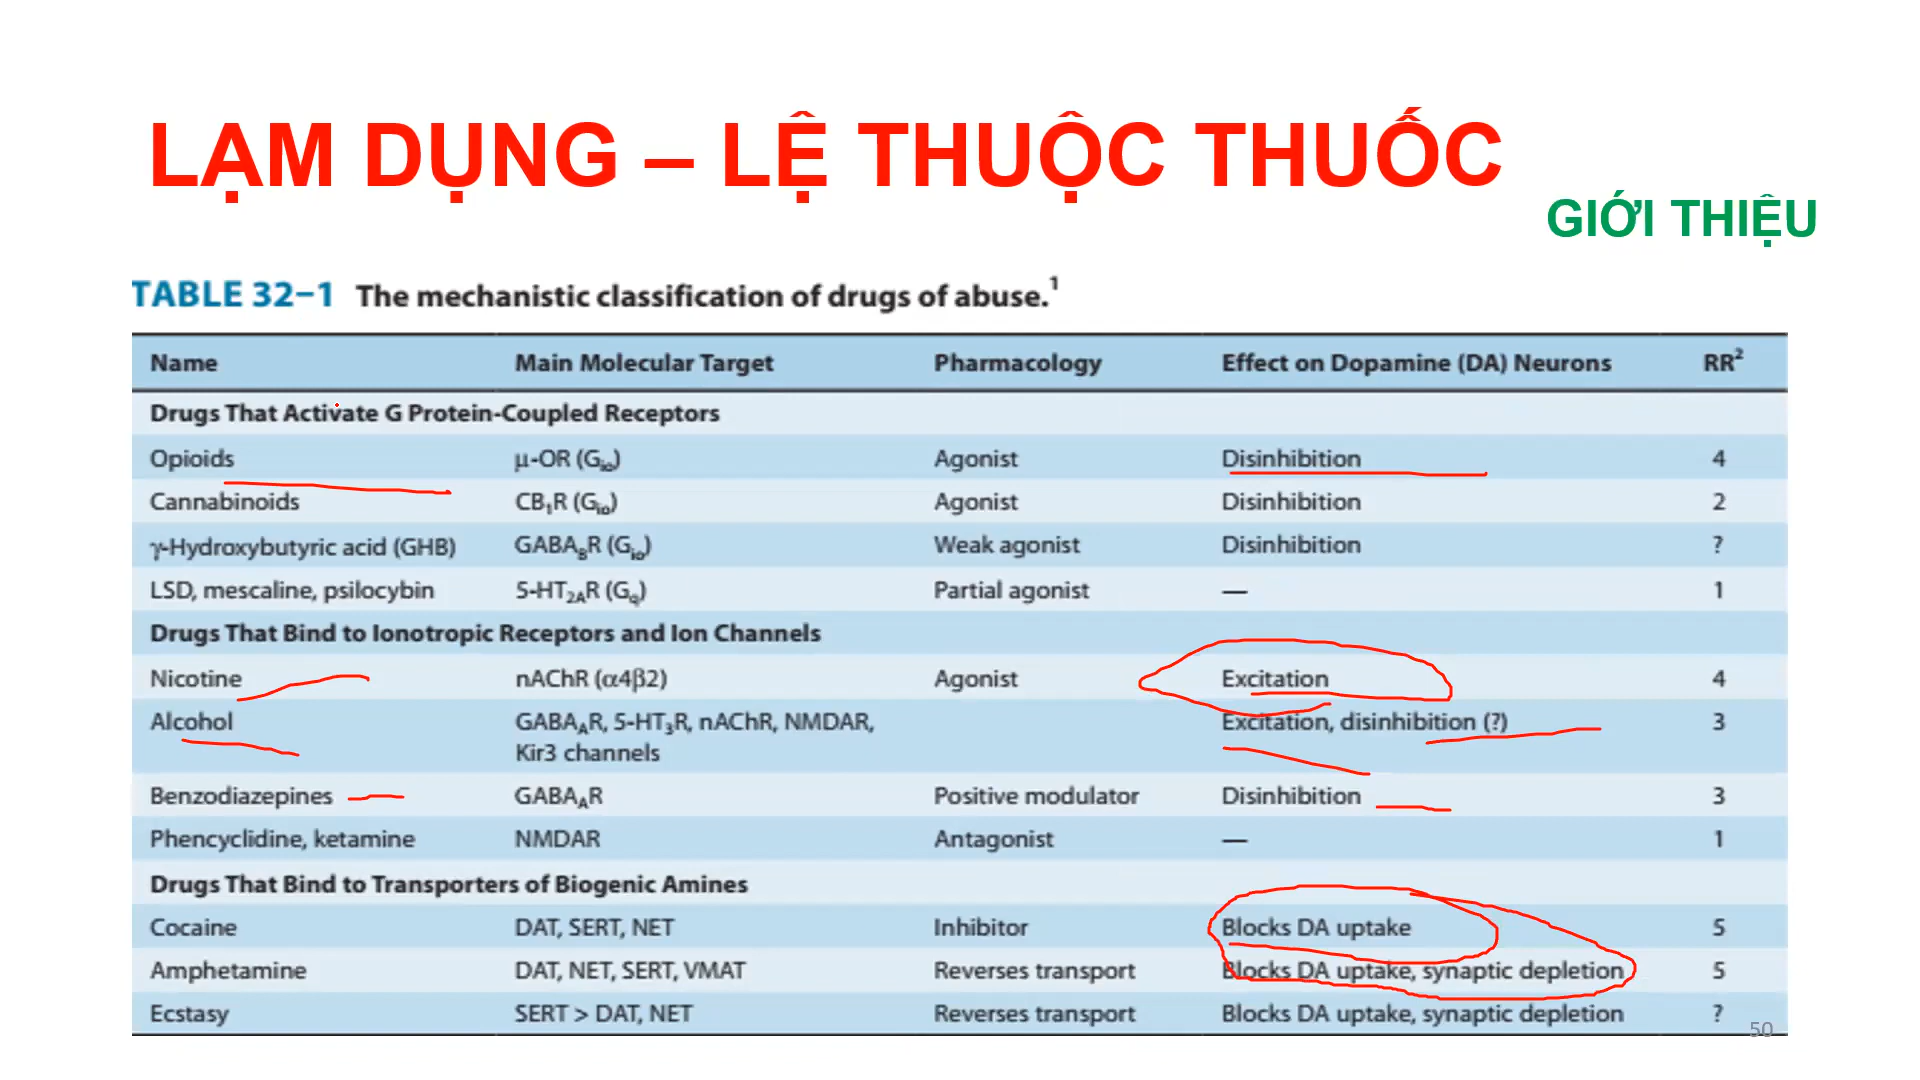 LẠM DỤNG – LỆ THUỘC THUỐC
GIỚI THIỆU
TABLE 32–1 The mechanistic classification of drugs of abuse.¹
Name Main Molecular Target Pharmacology Effect on Dopamine (DA) Neurons RR²
Drugs That Activate G Protein-Coupled Receptors
Opioids μ-OR (Gᵢₒ) Agonist Disinhibition 4
Cannabinoids CB₁R (Gᵢₒ) Agonist Disinhibition 2
γ-Hydroxybutyric acid (GHB) GABA_BR (Gᵢₒ) Weak agonist Disinhibition ?
LSD, mescaline, psilocybin 5-HT₂ₐR (G_q) Partial agonist — 1
Drugs That Bind to Ionotropic Receptors and Ion Channels
Nicotine nAChR (α4β2) Agonist Excitation 4
Alcohol GABAₐR, 5-HT₃R, nAChR, NMDAR, Excitation, disinhibition (?) 3
Kir3 channels
Benzodiazepines GABAₐR Positive modulator Disinhibition 3
Phencyclidine, ketamine NMDAR Antagonist — 1
Drugs That Bind to Transporters of Biogenic Amines
Cocaine DAT, SERT, NET Inhibitor Blocks DA uptake 5
Amphetamine DAT, NET, SERT, VMAT Reverses transport Blocks DA uptake, synaptic depletion 5
Ecstasy SERT > DAT, NET Reverses transport Blocks DA uptake, synaptic depletion ?
50